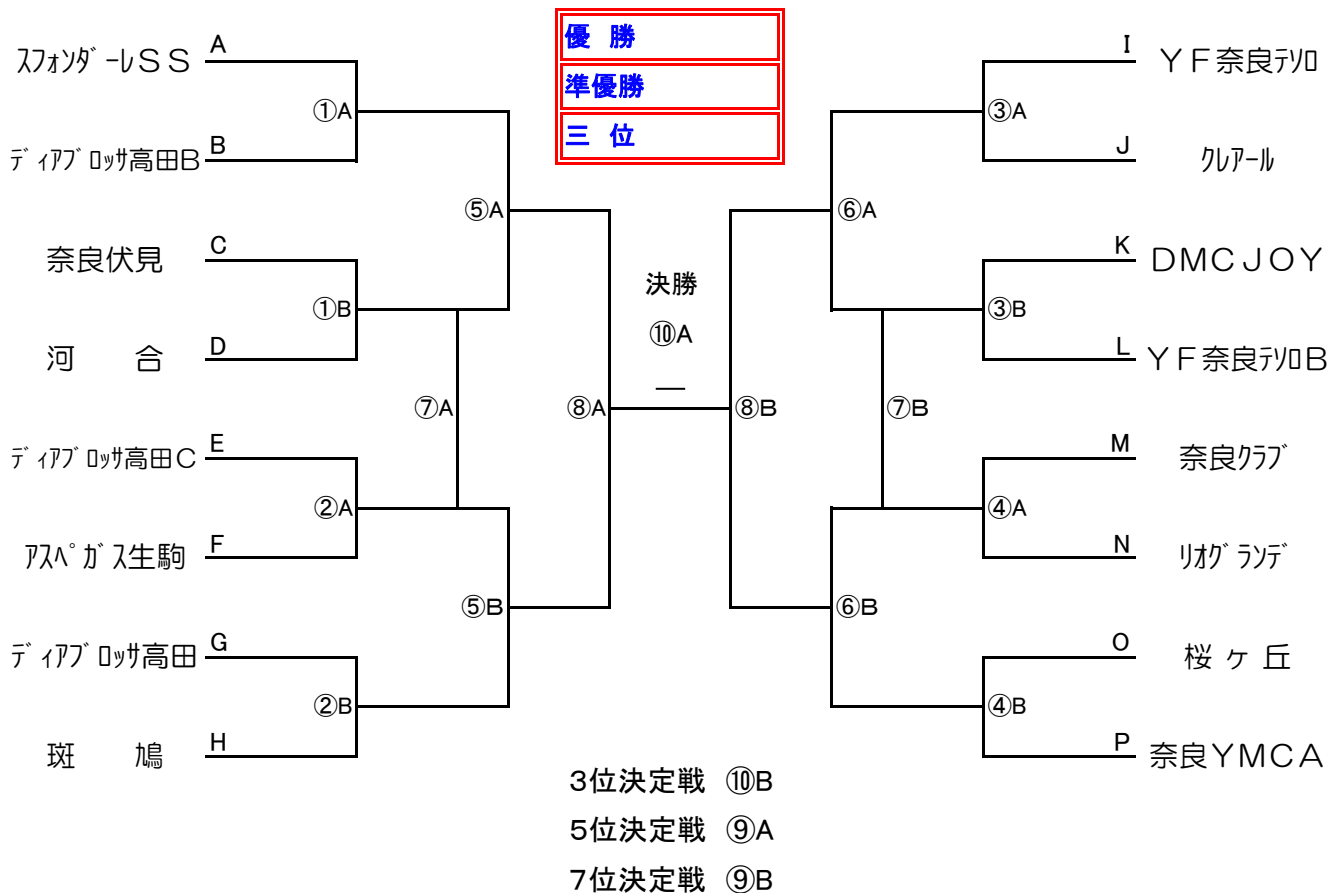 優 勝
準優勝
三 位
スフォンダーレSS A
①A
ディアブロッサ高田B B
⑤A
奈良伏見 C
①B
河 合 D
⑦A
⑧A
ディアブロッサ高田C E
②A
アスペガス生駒 F
⑤B
ディアブロッサ高田 G
②B
斑 鳩 H
決勝
⑩A
―
I YF奈良テソロ
③A
J クレアール
⑥A
K DMCJOY
③B
L YF奈良テソロB
⑧B
⑦B
M 奈良クラブ
④A
N リオグランデ
⑥B
O 桜ヶ丘
④B
P 奈良YMCA
3位決定戦 ⑩B
5位決定戦 ⑨A
7位決定戦 ⑨B